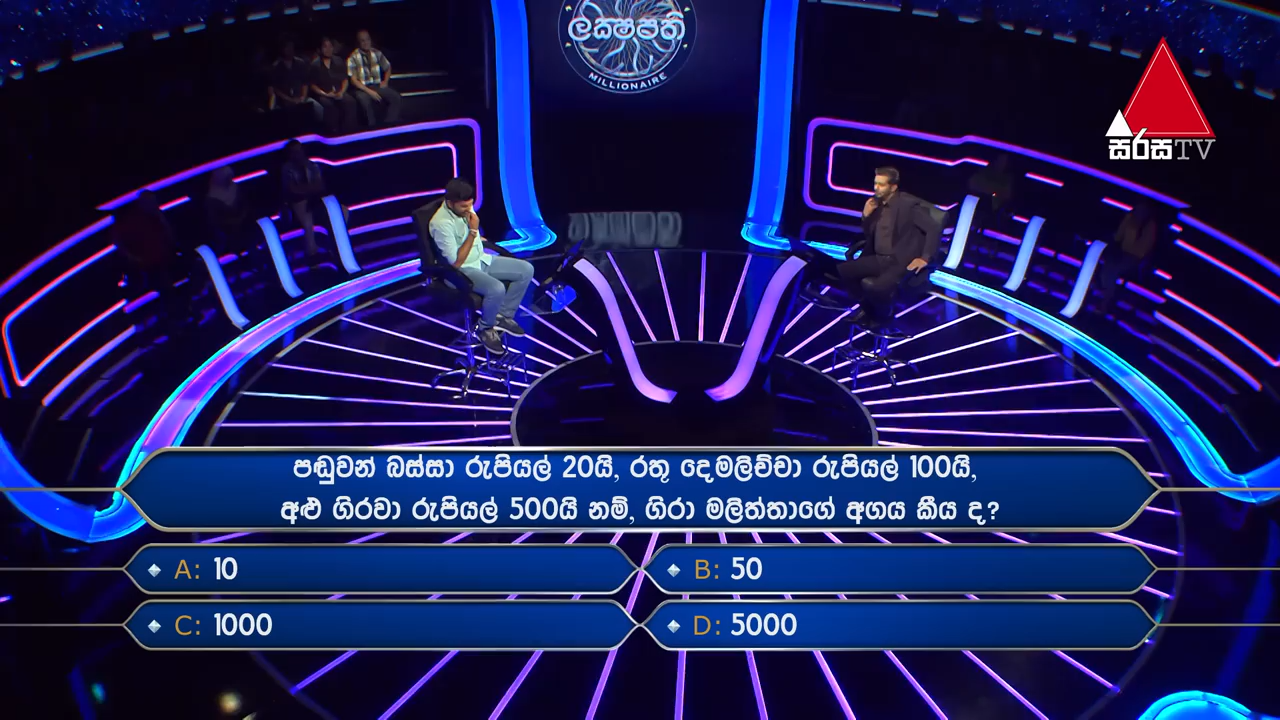 ලක්ෂපති
MILLIONAIRE
සිරස TV
පඬුවන් බස්සා රුපියල් 20යි, රතු දෙමලිච්චා රුපියල් 100යි,
අළු ගිරවා රුපියල් 500යි නම්, ගිරා මලිත්තාගේ අගය කීය ද?
A: 10
B: 50
C: 1000
D: 5000